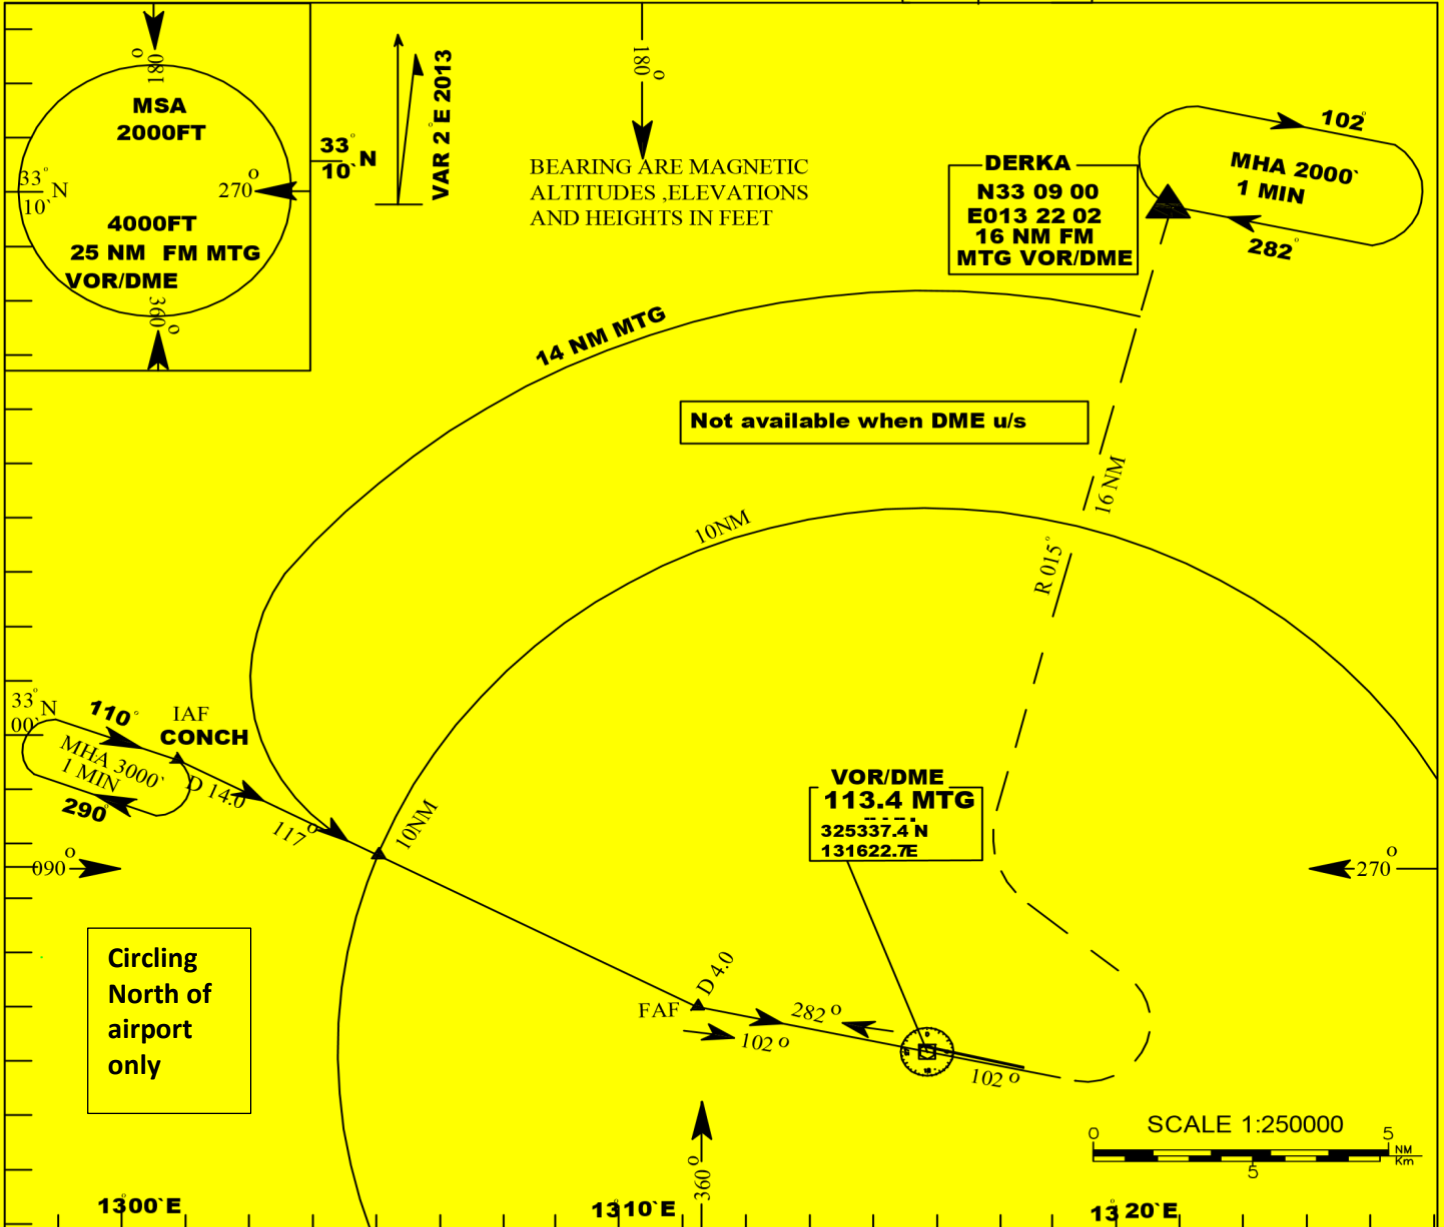 180°
MSA
2000FT
33° N
10`
270°
4000FT
25 NM FM MTG
VOR/DME
360°
33° N
10`
VAR 2°E 2013
180°
BEARING ARE MAGNETIC
ALTITUDES ,ELEVATIONS
AND HEIGHTS IN FEET
DERKA
N33 09 00
E013 22 02
16 NM FM
MTG VOR/DME
102°
MHA 2000`
1 MIN
282°
14 NM MTG
Not available when DME u/s
16 NM
10NM
R 015°
33° N
00`
110°
IAF
CONCH
MHA 3000`
1 MIN
D 14.0
290°
117°
10NM
VOR/DME
113.4 MTG
325337.4 N
131622.7E
090°
270°
Circling
North of
airport
only
D 4.0
FAF
282°
102°
102°
360°
SCALE 1:250000
0 5
NM
Km
5
13°00`E
13°10`E
13°20`E